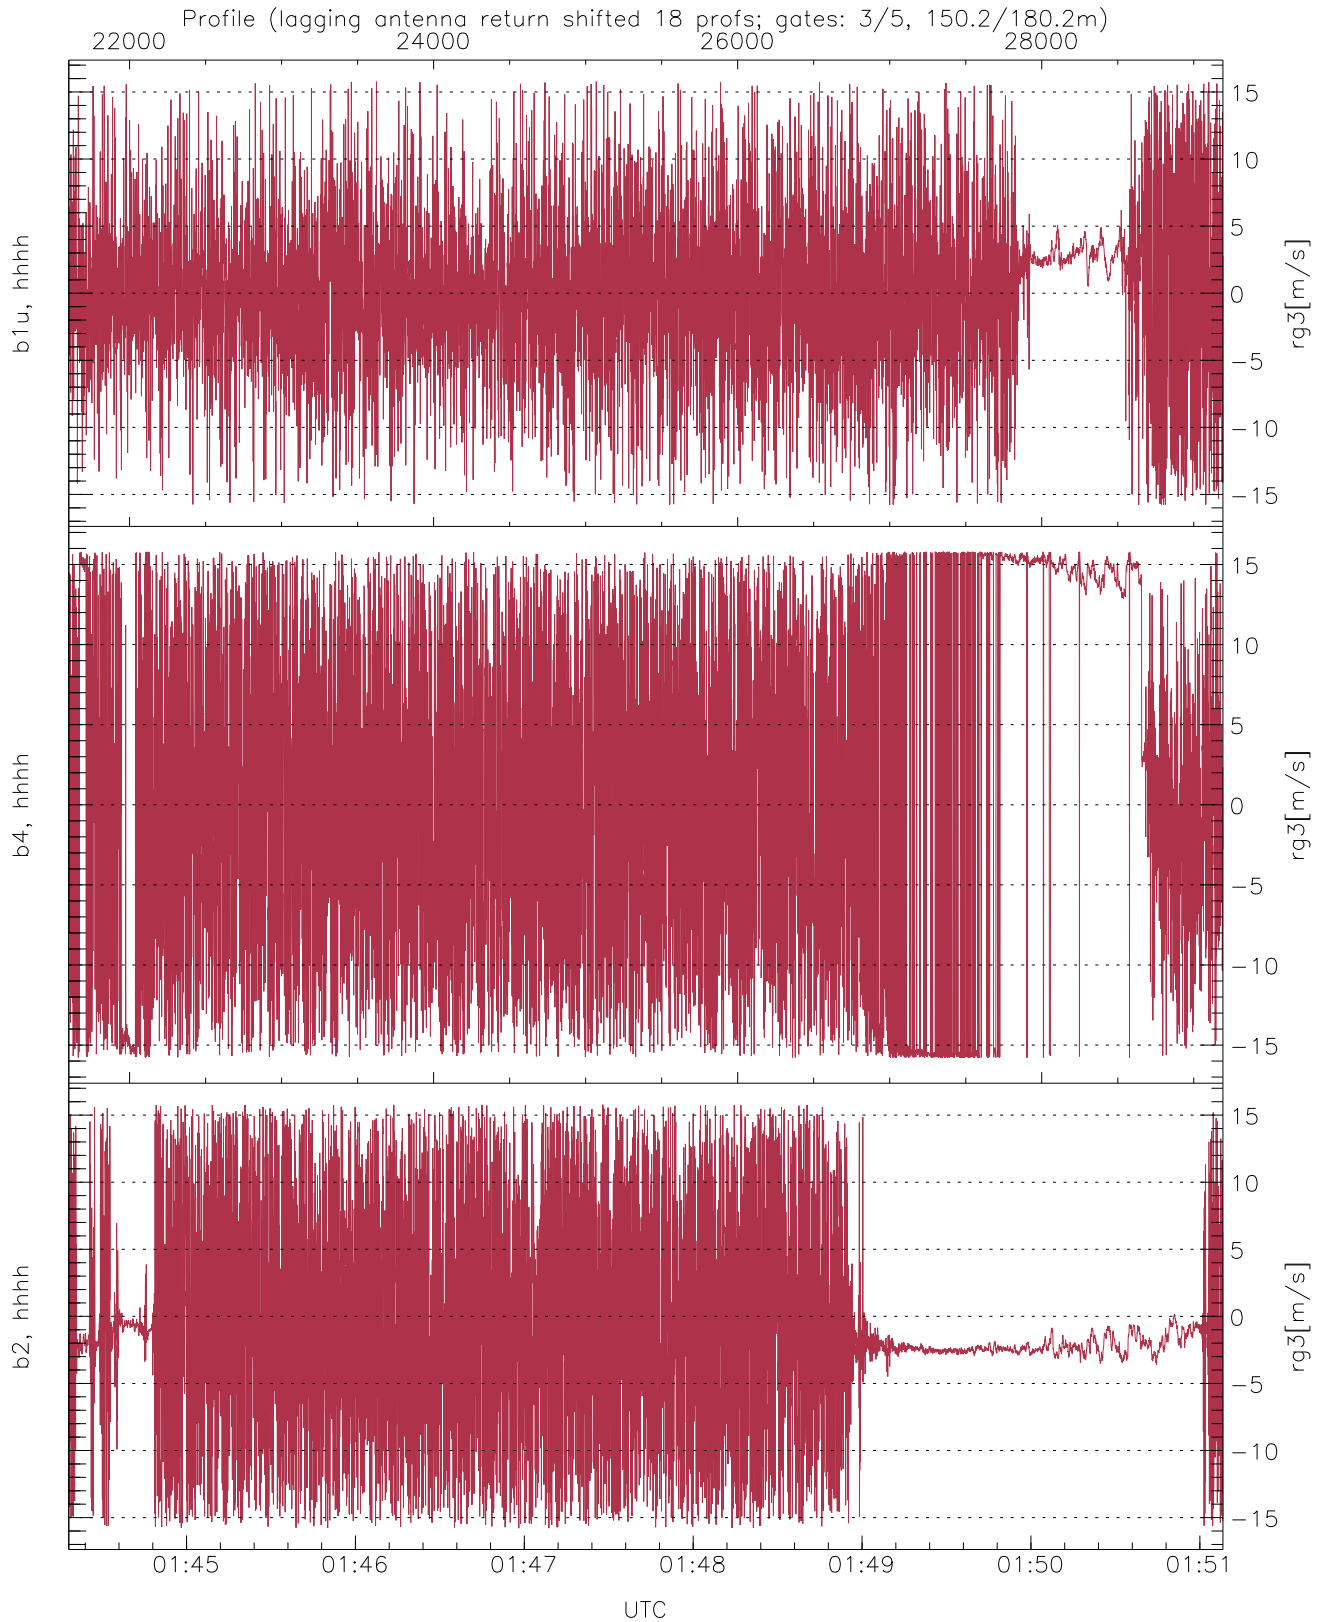 Profile (lagging antenna return shifted 18 profs; gates: 3/5, 150.2/180.2m)
22000 24000 26000 28000
b1u, hhhh
15
10
5
0
-5
-10
-15
rg3[m/s]
b4, hhhh
15
10
5
0
-5
-10
-15
rg3[m/s]
b2, hhhh
15
10
5
0
-5
-10
-15
rg3[m/s]
01:45 01:46 01:47 01:48 01:49 01:50 01:51
UTC